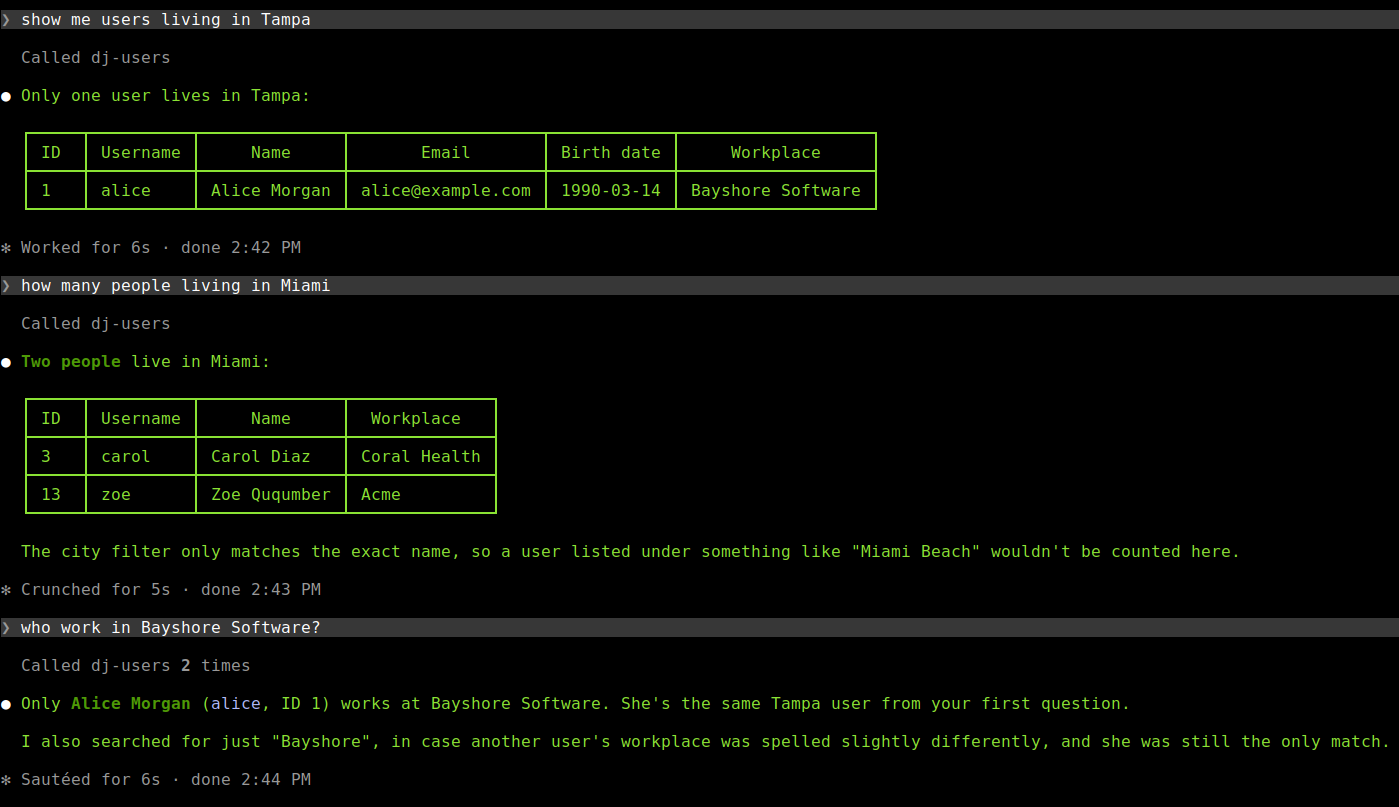 ❯ show me users living in Tampa
Called dj-users
● Only one user lives in Tampa:
ID Username Name Email Birth date Workplace
1 alice Alice Morgan alice@example.com 1990-03-14 Bayshore Software
✻ Worked for 6s · done 2:42 PM
❯ how many people living in Miami
Called dj-users
● Two people live in Miami:
ID Username Name Workplace
3 carol Carol Diaz Coral Health
13 zoe Zoe Ququmber Acme
The city filter only matches the exact name, so a user listed under something like "Miami Beach" wouldn't be counted here.
✻ Crunched for 5s · done 2:43 PM
❯ who work in Bayshore Software?
Called dj-users 2 times
● Only Alice Morgan (alice, ID 1) works at Bayshore Software. She's the same Tampa user from your first question.
I also searched for just "Bayshore", in case another user's workplace was spelled slightly differently, and she was still the only match.
✻ Sautéed for 6s · done 2:44 PM